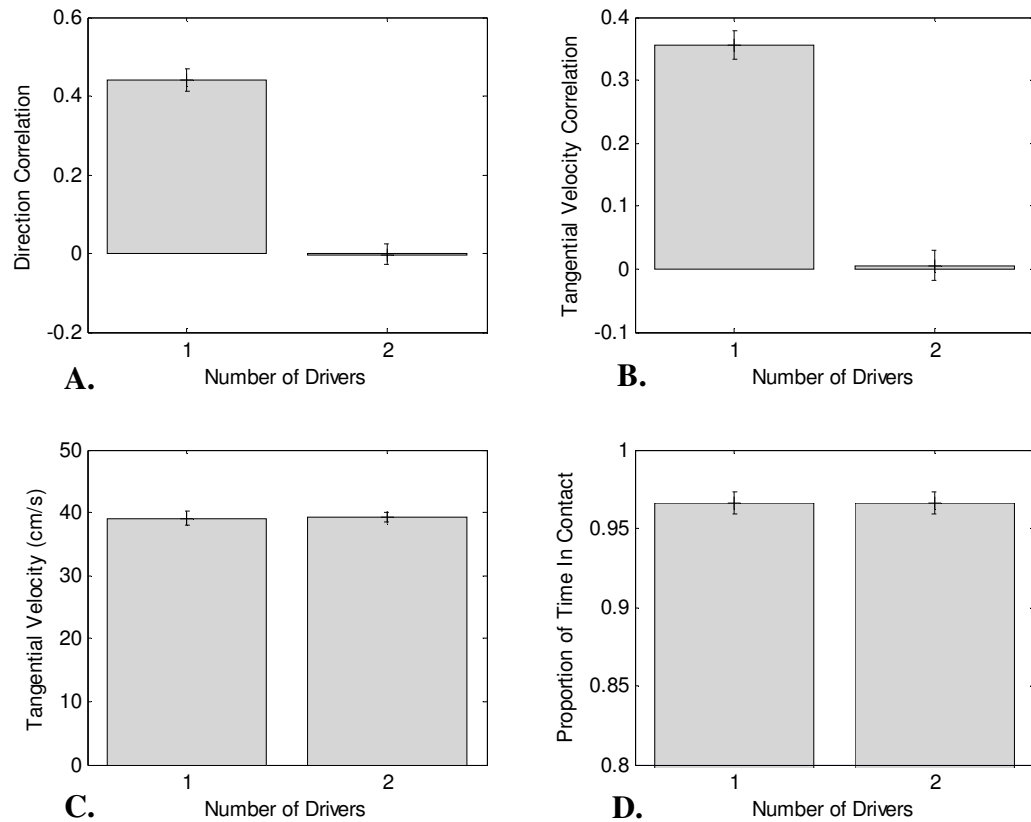 0.6
0.4
0.2
0
-0.2
Direction Correlation
1 2
Number of Drivers
A.
0.4
0.3
0.2
0.1
0
-0.1
Tangential Velocity Correlation
1 2
Number of Drivers
B.
50
40
30
20
10
0
Tangential Velocity (cm/s)
1 2
Number of Drivers
C.
1
0.95
0.9
0.85
0.8
Proportion of Time In Contact
1 2
Number of Drivers
D.